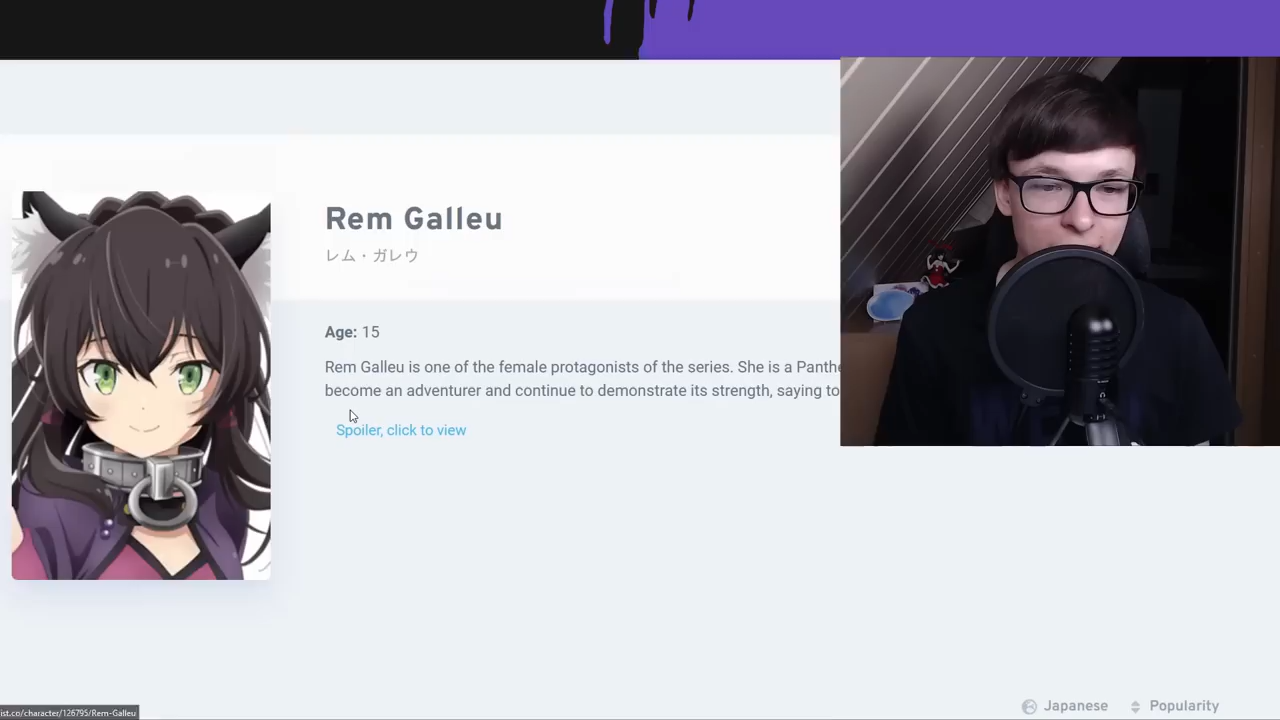 Rem Galleu
レム・ガレウ
Age: 15
Rem Galleu is one of the female protagonists of the series. She is a Panthe
become an adventurer and continue to demonstrate its strength, saying to
Spoiler, click to view
ist.co/character/126795/Rem-Galleu
Japanese
Popularity